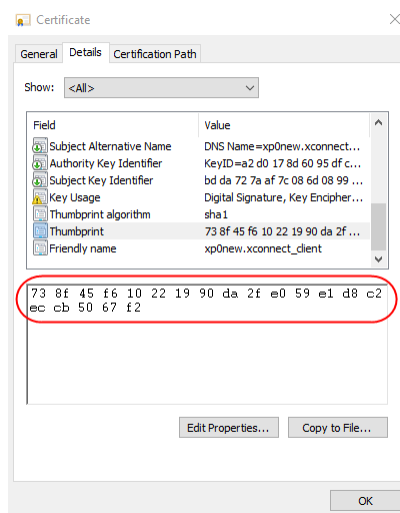 Certificate
General Details Certification Path
Show: <All>
Field Value
Subject Alternative Name DNS Name=xp0new.xconnect...
Authority Key Identifier KeyID=a2 d0 17 8d 60 95 df c...
Subject Key Identifier bd da 72 7a af 7c 08 6d 08 99 ...
Key Usage Digital Signature, Key Encipher...
Thumbprint algorithm sha1
Thumbprint 73 8f 45 f6 10 22 19 90 da 2f ...
Friendly name xp0new.xconnect_client
73 8f 45 f6 10 22 19 90 da 2f e0 59 e1 d8 c2
ec cb 50 67 f2
Edit Properties... Copy to File...
OK